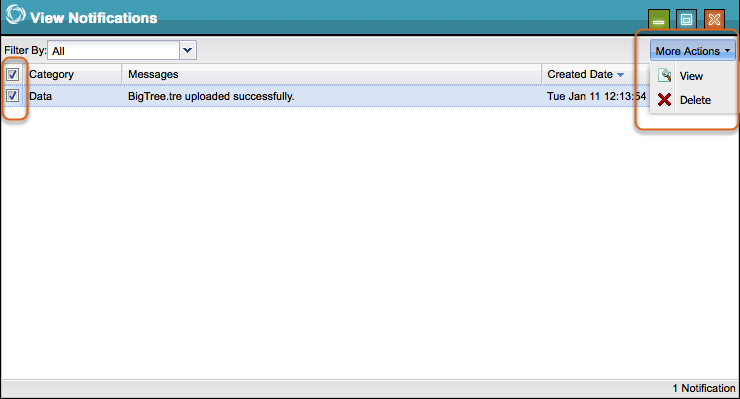 View Notifications
Filter By: All
More Actions
Category Messages Created Date
View
Data BigTree.tre uploaded successfully. Tue Jan 11 12:13:54
Delete
1 Notification